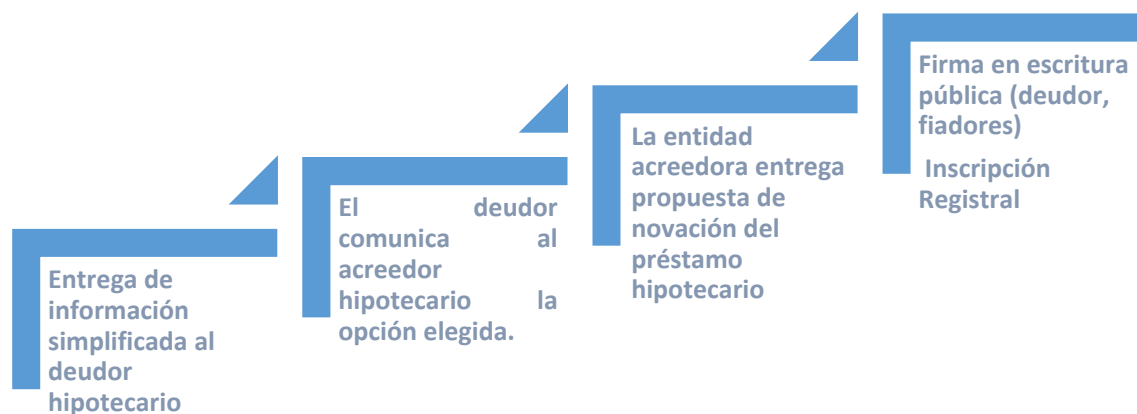 Entrega de
información
simplificada al
deudor
hipotecario
El deudor
comunica al
acreedor
hipotecario la
opción elegida.
La entidad
acreedora entrega
propuesta de
novación del
préstamo
hipotecario
Firma en escritura
pública (deudor,
fiadores)
Inscripción
Registral